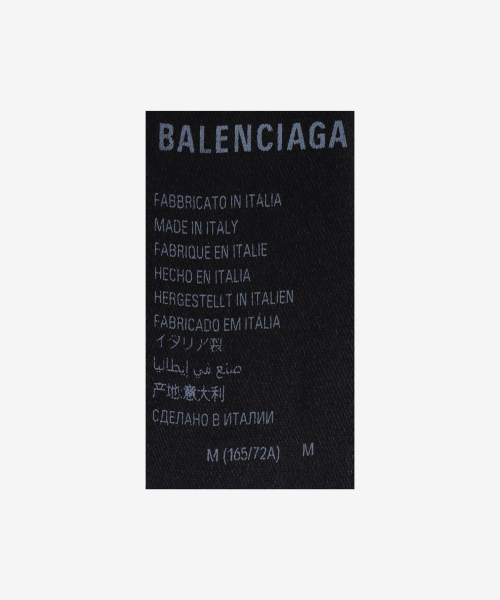 BALENCIAGA
FABBRICATO IN ITALIA
MADE IN ITALY
FABRIQUE EN ITALIE
HECHO EN ITALIA
HERGESTELLT IN ITALIEN
FABRICADO EM ITÁLIA
イタリア製
صنع في إيطاليا
产地:意大利
СДЕЛАНО В ИТАЛИИ
M (165/72A) M